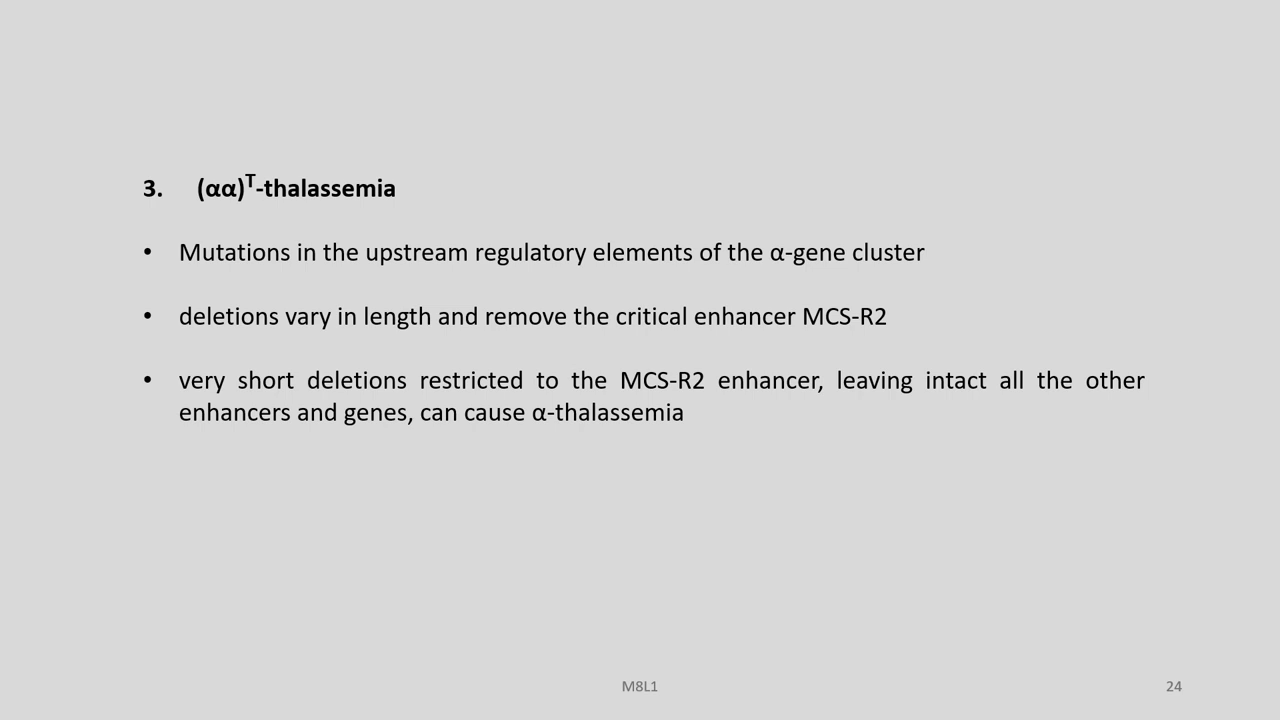 3. (αα)ᵀ-thalassemia
• Mutations in the upstream regulatory elements of the α-gene cluster
• deletions vary in length and remove the critical enhancer MCS-R2
• very short deletions restricted to the MCS-R2 enhancer, leaving intact all the other
enhancers and genes, can cause α-thalassemia
M8L1
24